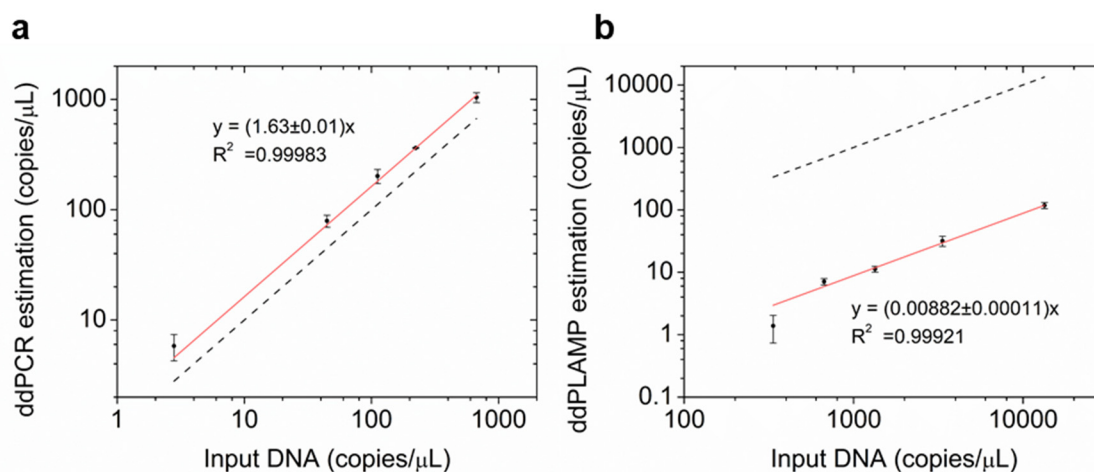 a
ddPCR estimation (copies/μL)
1000
100
10
y = (1.63±0.01)x
R² =0.99983
1
10
100
1000
Input DNA (copies/μL)
b
ddPLAMP estimation (copies/μL)
10000
1000
100
10
1
0.1
y = (0.00882±0.00011)x
R² =0.99921
100
1000
10000
Input DNA (copies/μL)